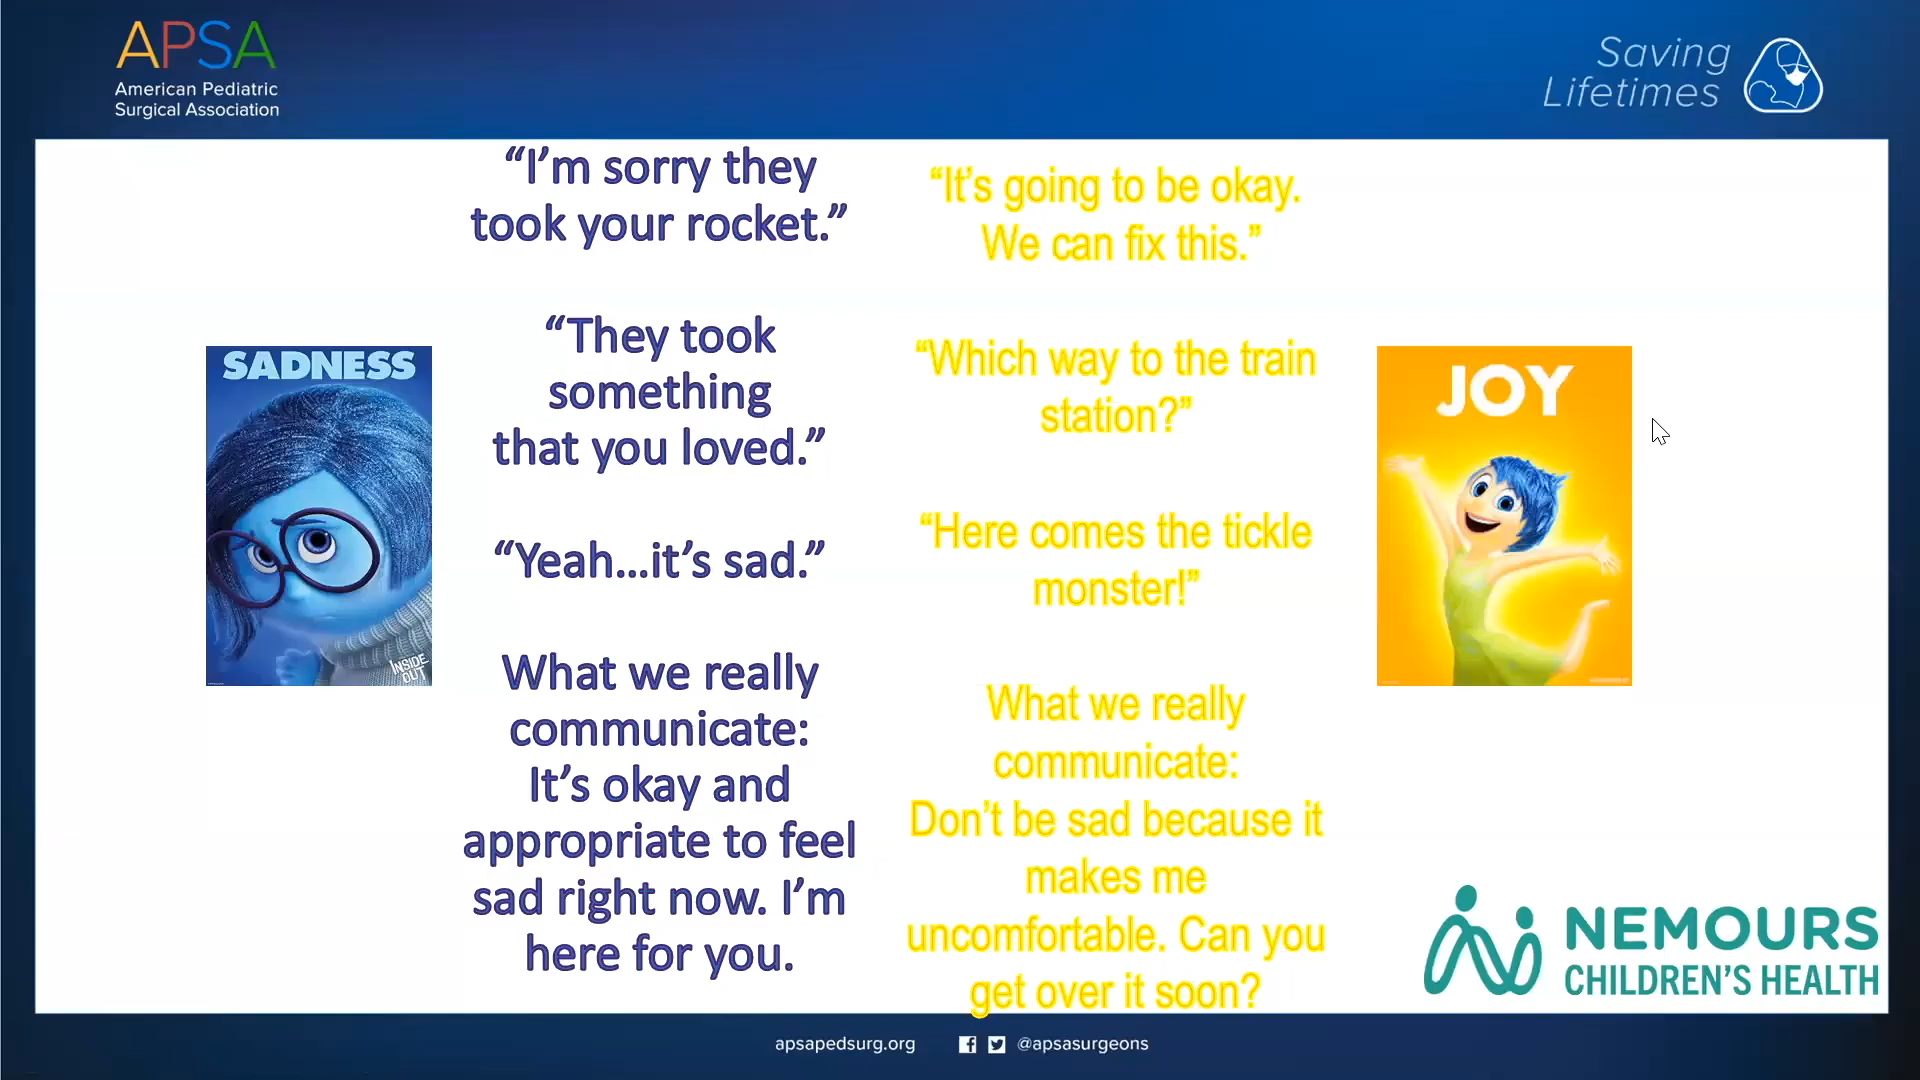 APSA
American Pediatric
Surgical Association
Saving
Lifetimes
“I’m sorry they
took your rocket.”
“They took
something
that you loved.”
“Yeah...it’s sad.”
What we really
communicate:
It’s okay and
appropriate to feel
sad right now. I’m
here for you.
“It’s going to be okay.
We can fix this.”
“Which way to the train
station?”
“Here comes the tickle
monster!”
What we really
communicate:
Don’t be sad because it
makes me
uncomfortable. Can you
get over it soon?
SADNESS
INSIDE
OUT
JOY
NEMOURS
CHILDREN’S HEALTH
apsapedsurg.org
@apsasurgeons